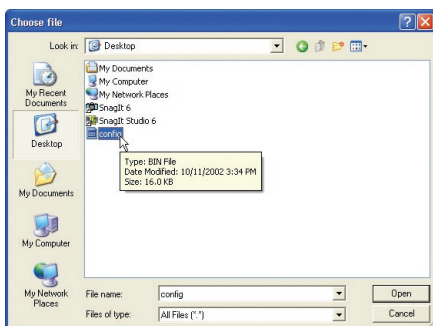 Choose file
Look in:
Desktop
My Recent
Documents
Desktop
My Documents
My Computer
My Network
Places
My Documents
My Computer
My Network Places
SnagIt 6
SnagIt Studio 6
config
Type: BIN File
Date Modified: 10/11/2002 3:34 PM
Size: 16.0 KB
File name:
config
Open
Files of type:
All Files (*.*)
Cancel